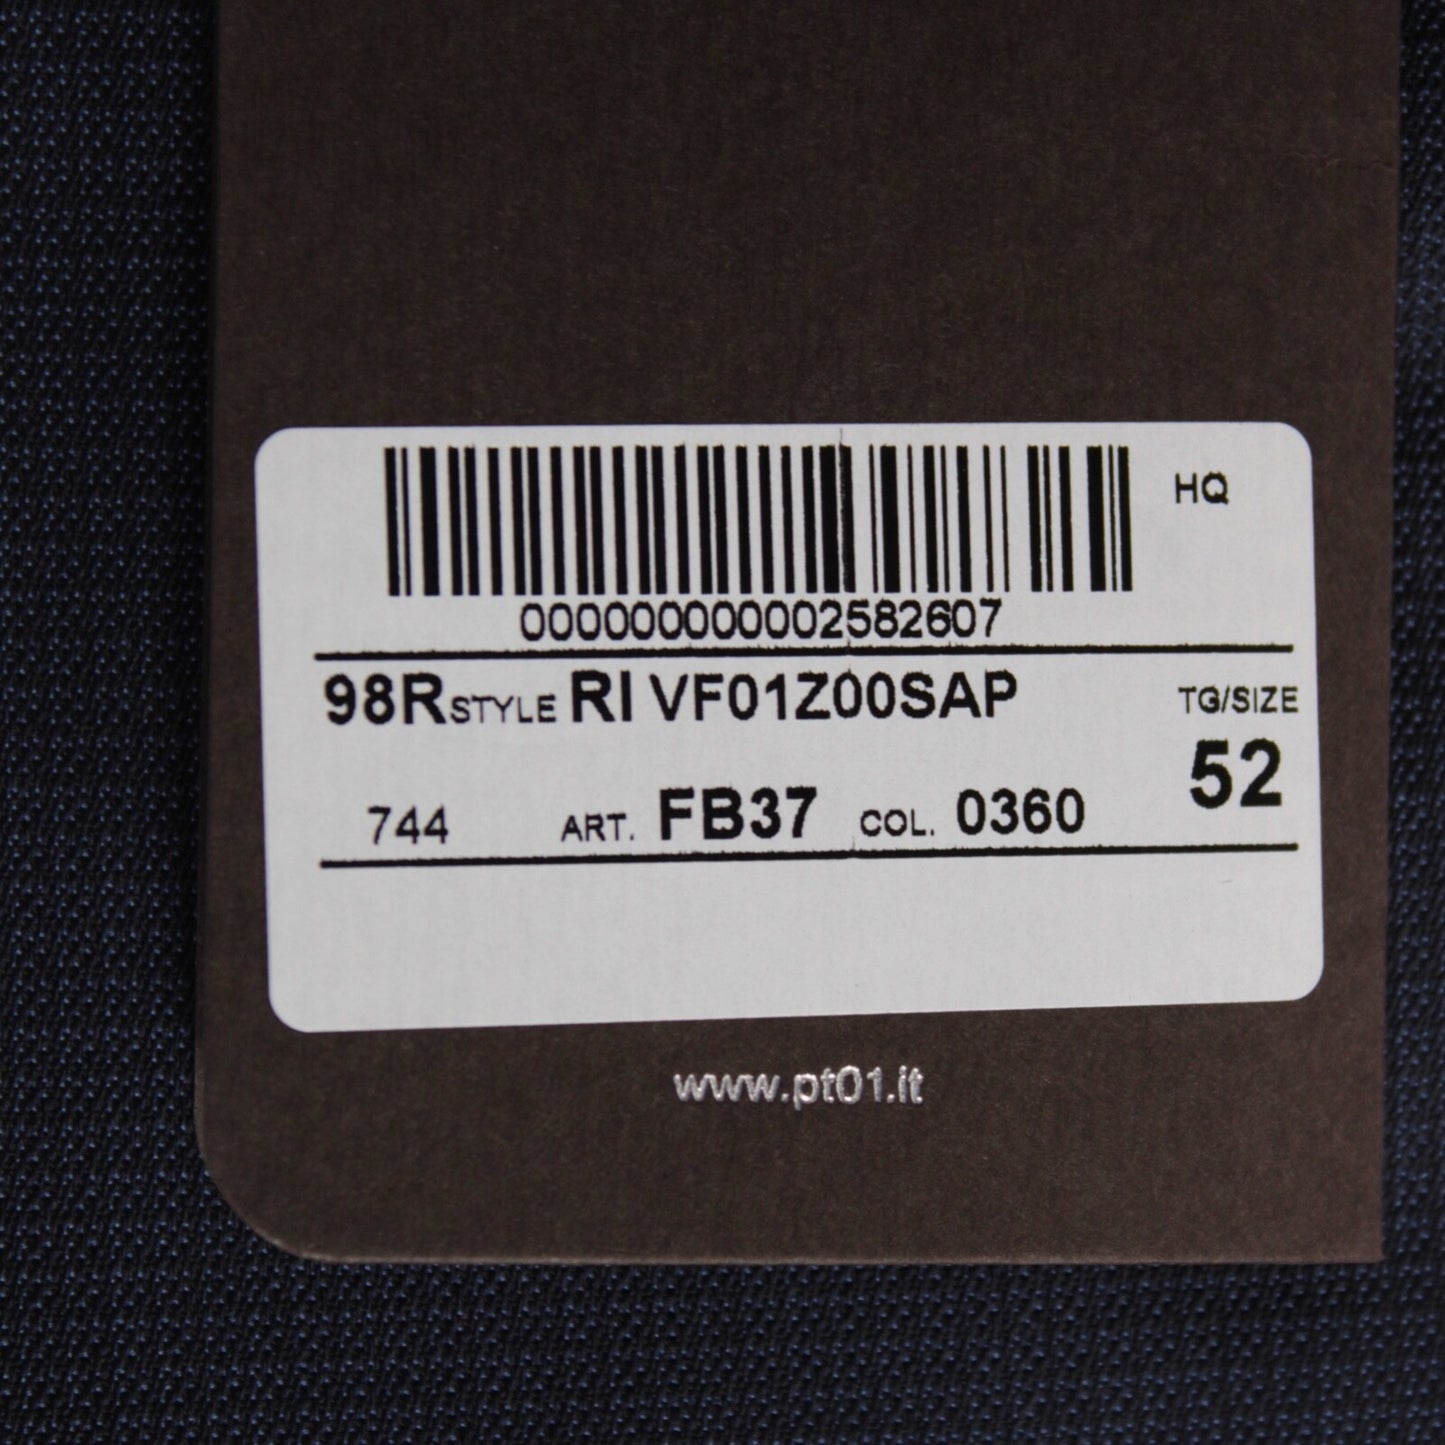 HQ
000000000002582607
98R STYLE RI VF01Z00SAP
TG/SIZE
52
744 ART. FB37 COL. 0360
www.pt01.it